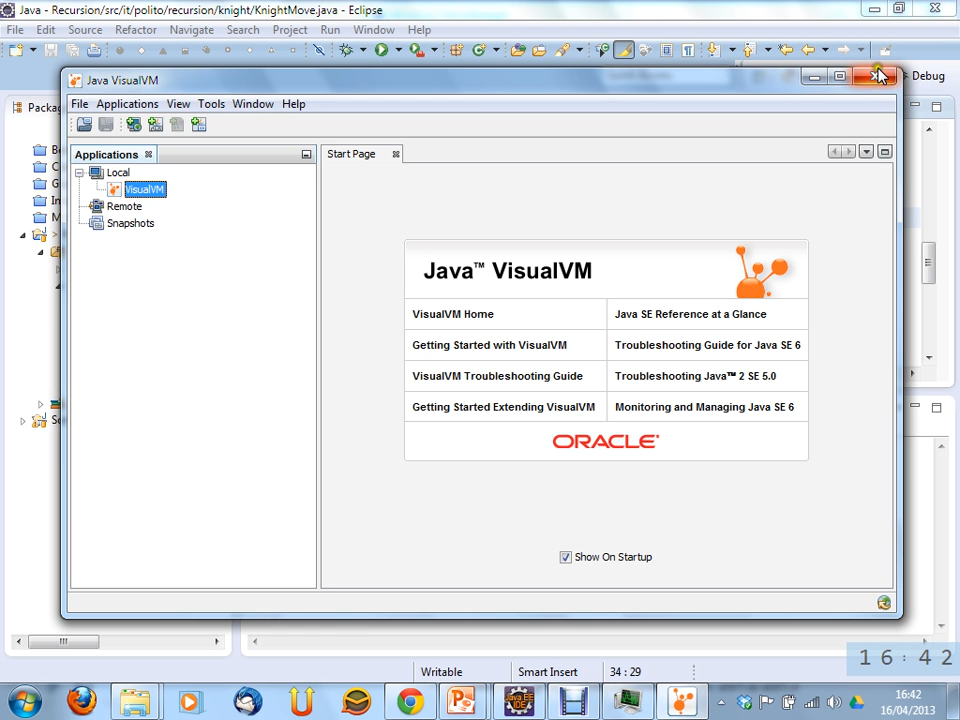 Java - Recursion/src/it/polito/recursion/knight/KnightMove.java - Eclipse
File Edit Source Refactor Navigate Search Project Run Window Help
Java VisualVM
Debug
File Applications View Tools Window Help
Packag
Applications
Start Page
Local
VisualVM
Remote
Snapshots
Java™ VisualVM
VisualVM Home
Java SE Reference at a Glance
Getting Started with VisualVM
Troubleshooting Guide for Java SE 6
VisualVM Troubleshooting Guide
Troubleshooting Java™ 2 SE 5.0
Getting Started Extending VisualVM
Monitoring and Managing Java SE 6
ORACLE
Show On Startup
16:42
Writable Smart Insert 34 : 29
Java EE
IDE
16:42
16/04/2013